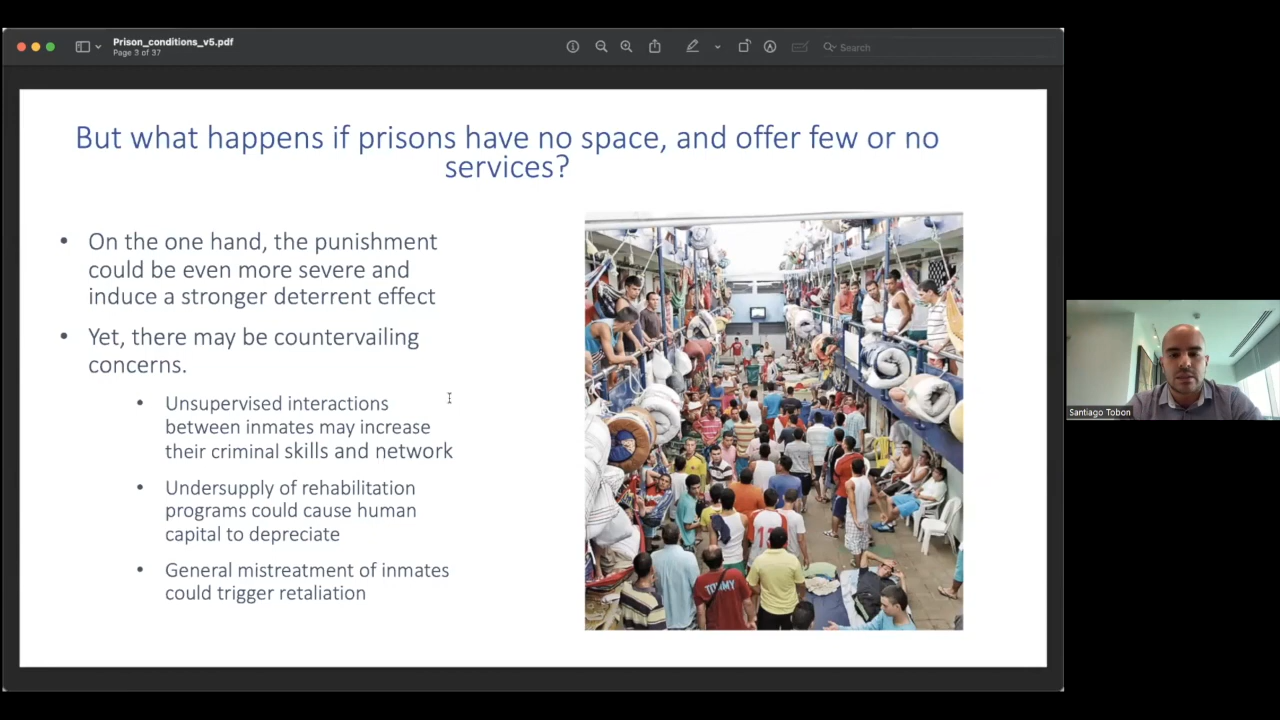 Prison_conditions_v5.pdf
Page 3 of 37
Search
But what happens if prisons have no space, and offer few or no
services?
• On the one hand, the punishment
could be even more severe and
induce a stronger deterrent effect
• Yet, there may be countervailing
concerns.
• Unsupervised interactions
between inmates may increase
their criminal skills and network
• Undersupply of rehabilitation
programs could cause human
capital to depreciate
• General mistreatment of inmates
could trigger retaliation
TOMMY
Santiago Tobon